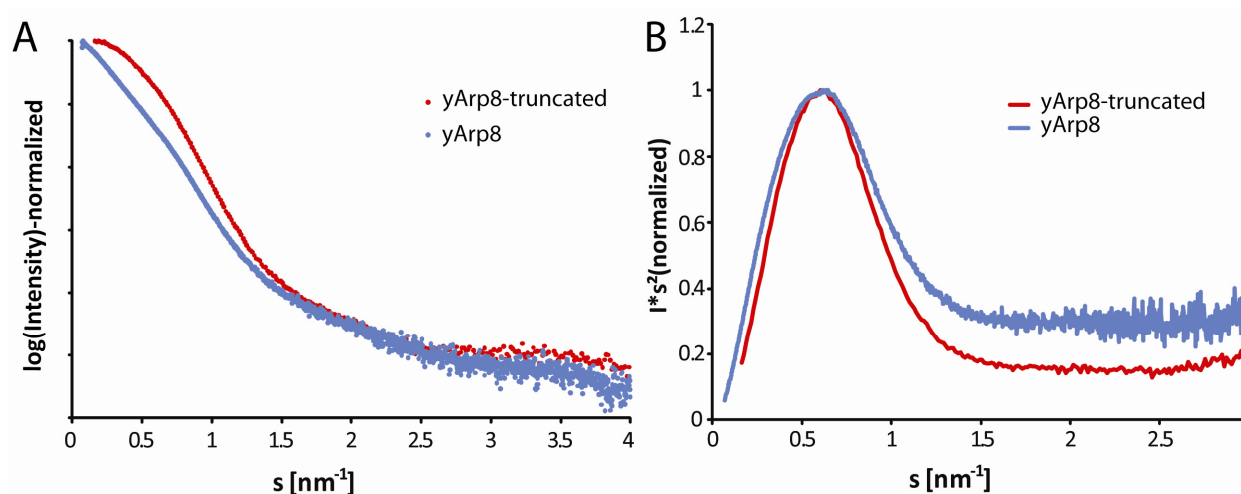 A
log(Intensity)-normalized
yArp8-truncated
yArp8
0
0.5
1
1.5
2
2.5
3
3.5
4
s [nm⁻¹]
B
I*s²(normalized)
1.2
1
0.8
0.6
0.4
0.2
0
yArp8-truncated
yArp8
0
0.5
1
1.5
2
2.5
s [nm⁻¹]